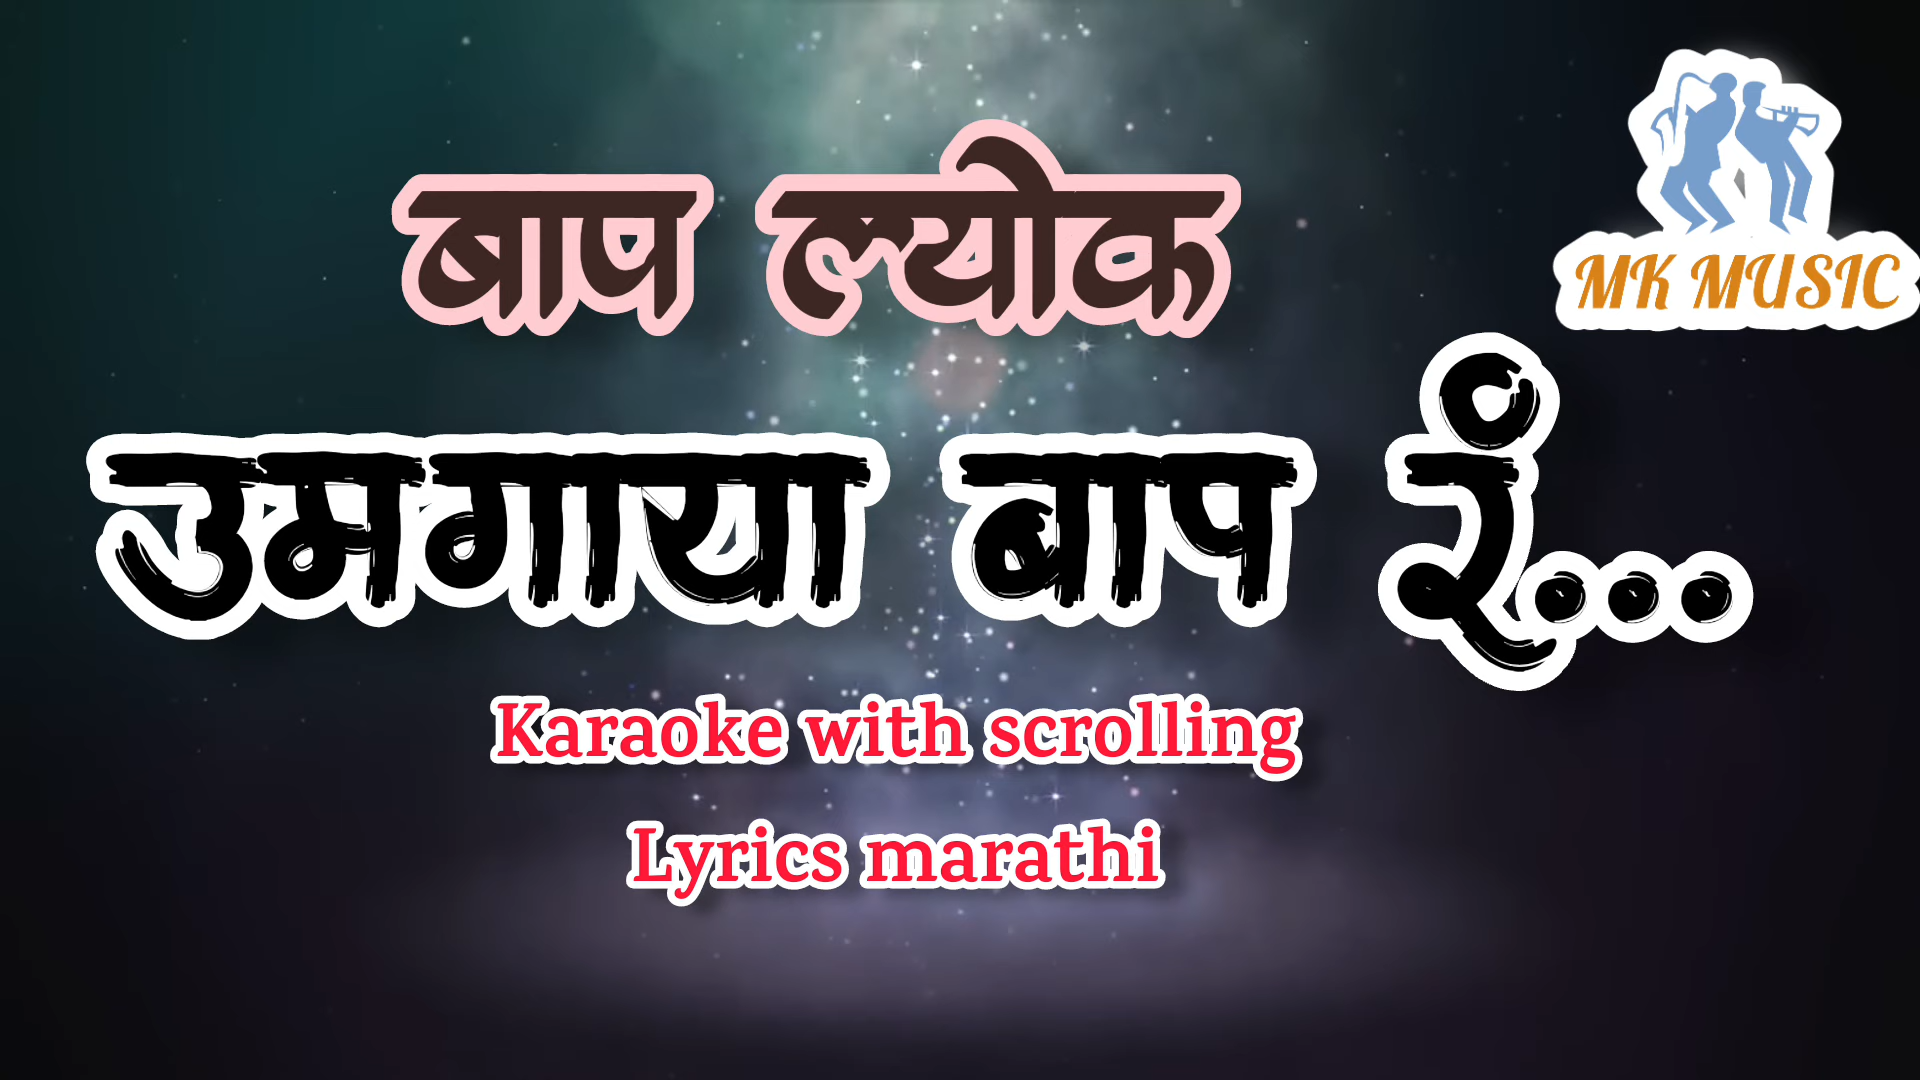 बाप ल्योक
MK MUSIC
उमगाया बाप रं...
Karaoke with scrolling
Lyrics marathi